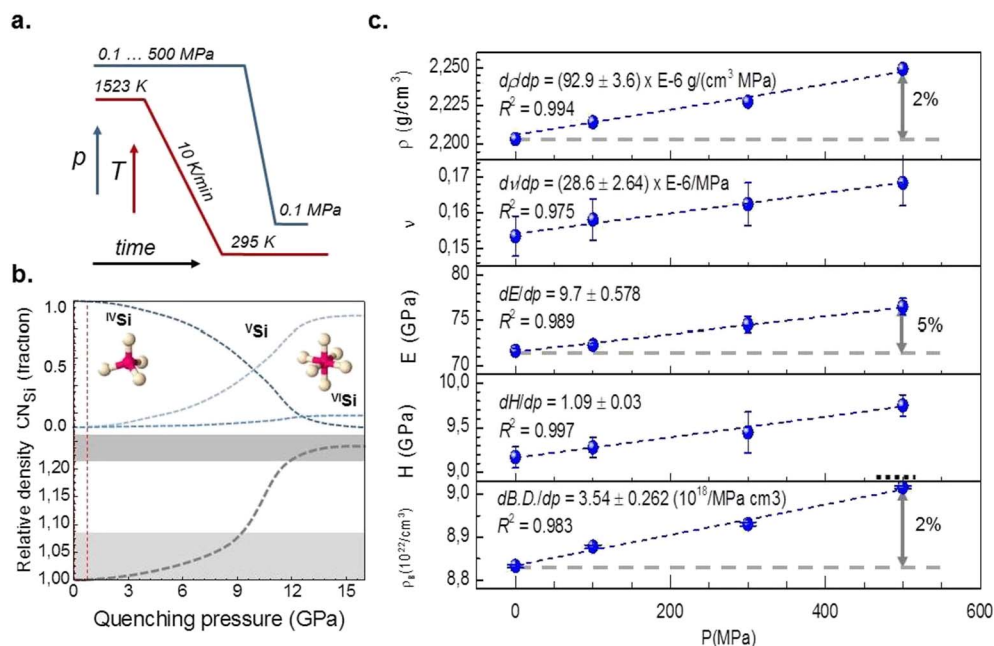 a.
0.1 ... 500 MPa
1523 K
p
T
10 K/min
0.1 MPa
time
295 K
b.
CN_Si (fraction)
1.0
0.5
0.0
IVSi
VSi
VISi
Relative density
1,20
1,15
1,10
1,05
1,00
0
3
6
9
12
15
Quenching pressure (GPa)
c.
ρ (g/cm³)
2,250
2,225
2,200
dρ/dp = (92.9 ± 3.6) x E-6 g/(cm³ MPa)
R² = 0.994
2%
ν
0,17
0,16
0,15
dν/dp = (28.6 ± 2.64) x E-6/MPa
R² = 0.975
E (GPa)
80
75
70
dE/dp = 9.7 ± 0.578
R² = 0.989
5%
H (GPa)
10,0
9,5
9,0
dH/dp = 1.09 ± 0.03
R² = 0.997
ρ_B(10²²/cm³)
9,0
8,9
8,8
dB.D./dp = 3.54 ± 0.262 (10¹⁸/MPa cm3)
R² = 0.983
2%
0
200
400
600
P(MPa)